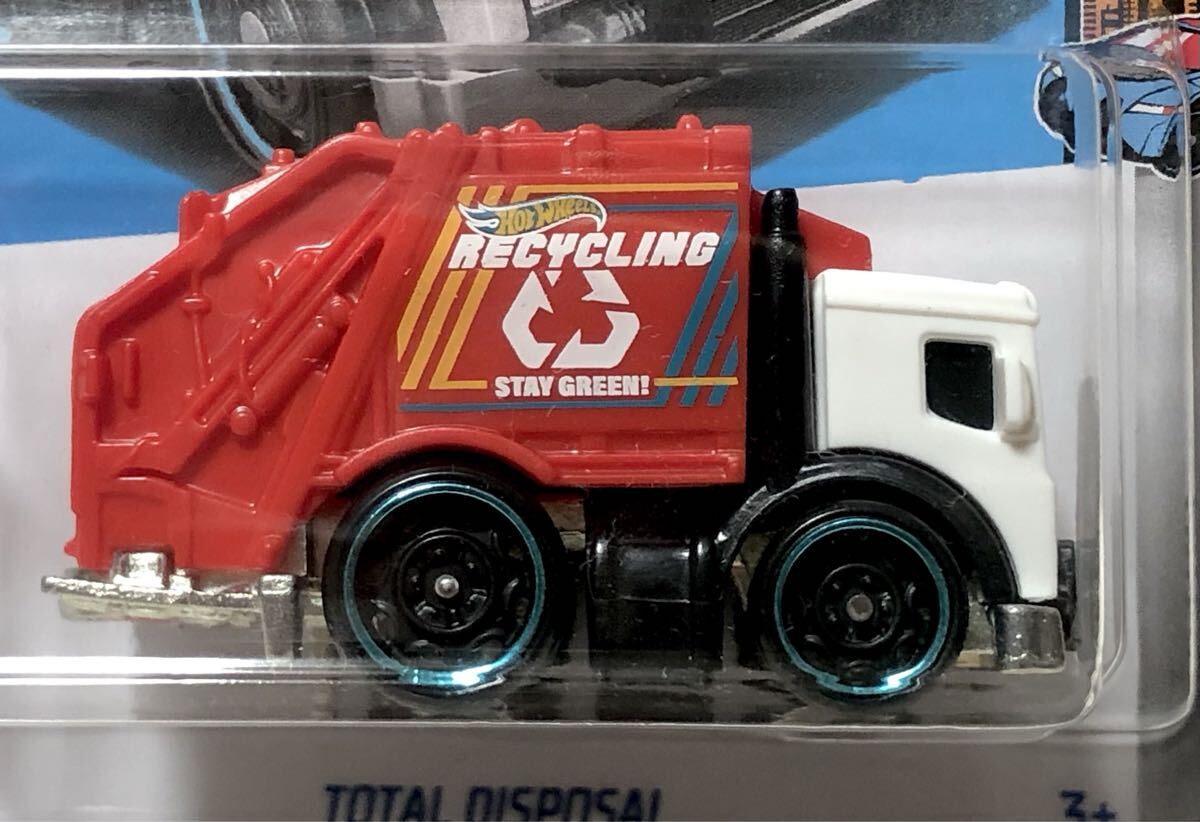 HOT WHEELS
RECYCLING
STAY GREEN!
TOTAL DISPOSAL
3+